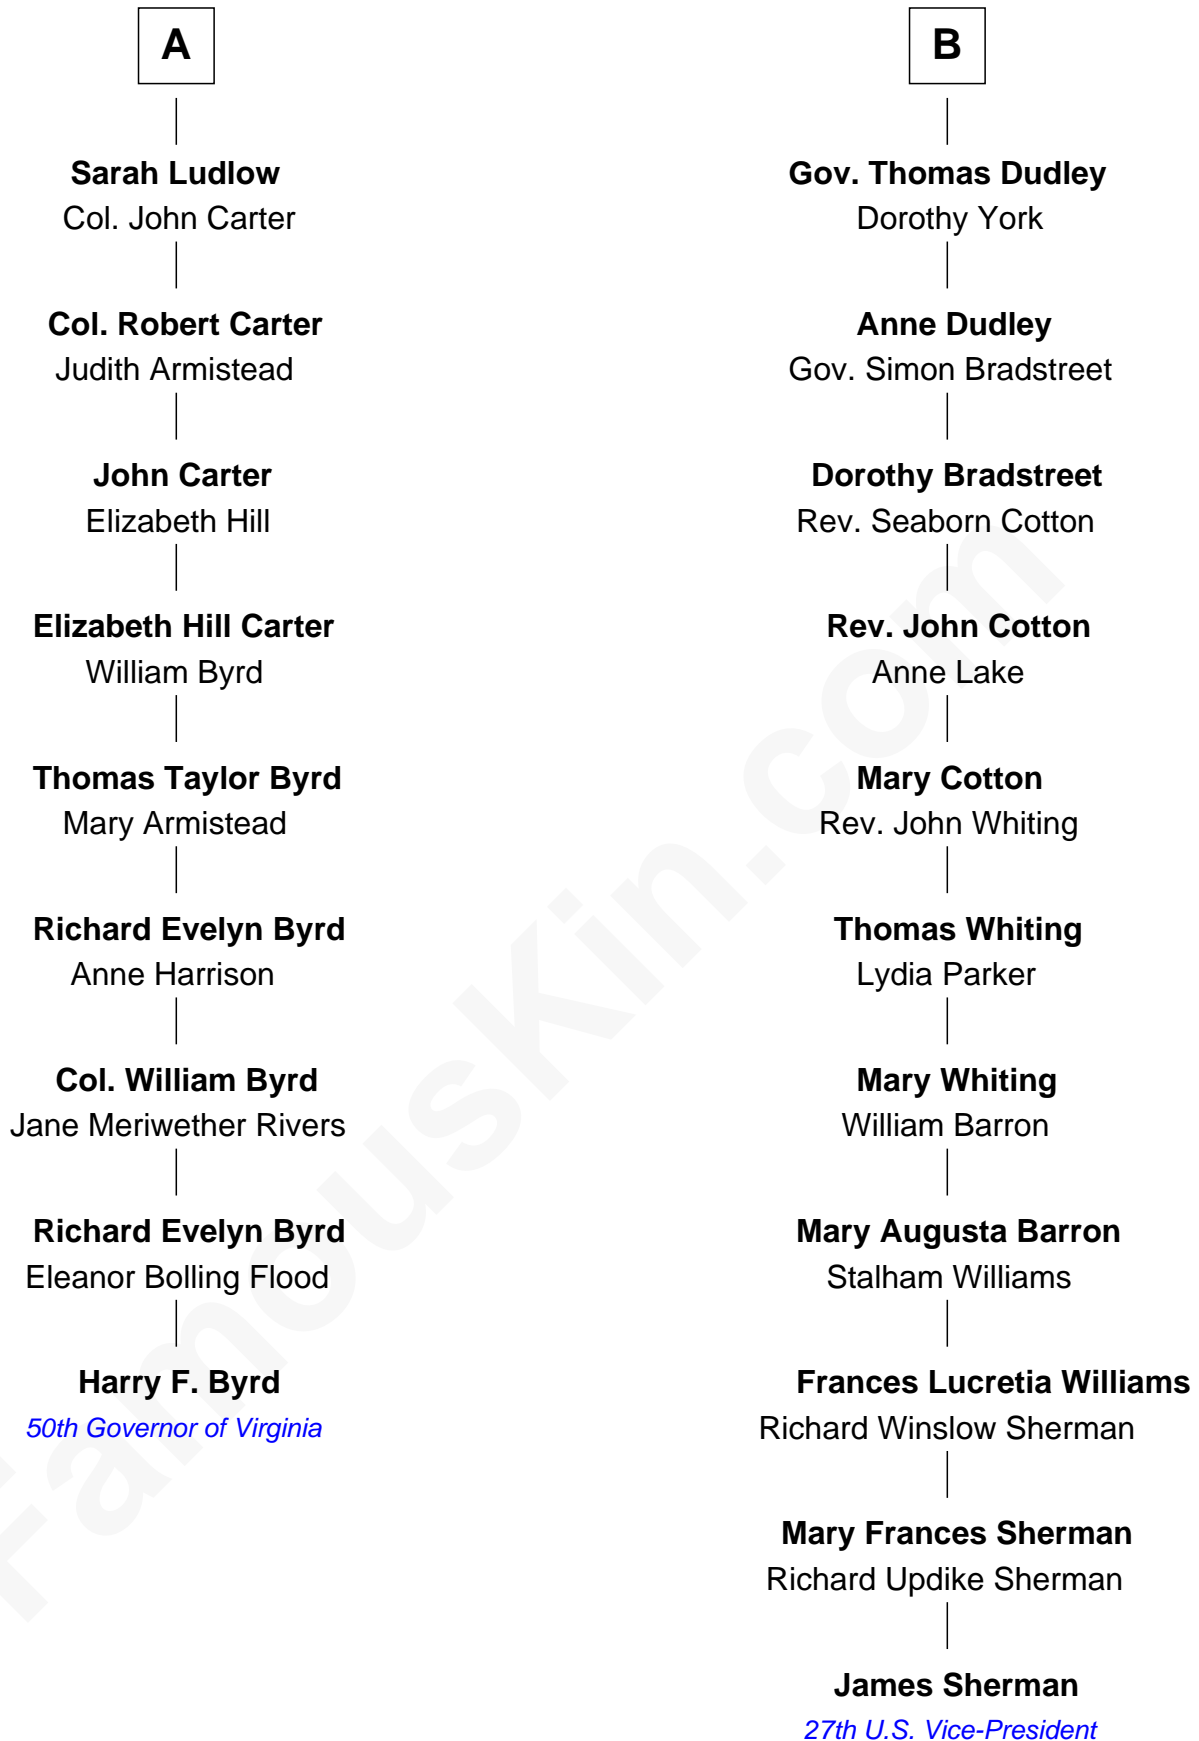 A
Sarah Ludlow
Col. John Carter
Col. Robert Carter
Judith Armistead
John Carter
Elizabeth Hill
Elizabeth Hill Carter
William Byrd
Thomas Taylor Byrd
Mary Armistead
Richard Evelyn Byrd
Anne Harrison
Col. William Byrd
Jane Meriwether Rivers
Richard Evelyn Byrd
Eleanor Bolling Flood
Harry F. Byrd
50th Governor of Virginia
B
Gov. Thomas Dudley
Dorothy York
Anne Dudley
Gov. Simon Bradstreet
Dorothy Bradstreet
Rev. Seaborn Cotton
Rev. John Cotton
Anne Lake
Mary Cotton
Rev. John Whiting
Thomas Whiting
Lydia Parker
Mary Whiting
William Barron
Mary Augusta Barron
Stalham Williams
Frances Lucretia Williams
Richard Winslow Sherman
Mary Frances Sherman
Richard Updike Sherman
James Sherman
27th U.S. Vice-President
FamousKin.com